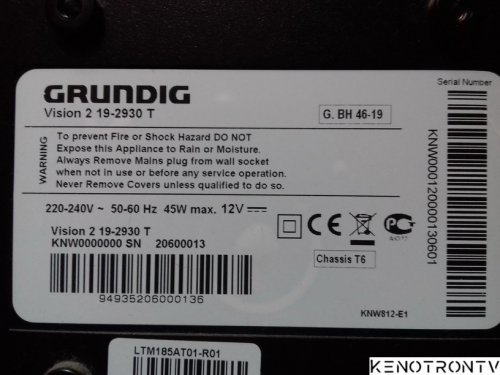 GRUNDIG
Vision 2 19-2930 T
G. BH 46-19
Serial Number
WARNING
To prevent Fire or Shock Hazard DO NOT
Expose this Appliance to Rain or Moisture.
Always Remove Mains plug from wall socket
when not in use or before any service operation.
Never Remove Covers unless qualified to do so.
220-240V ~ 50-60 Hz 45W max. 12V
Vision 2 19-2930 T
KNW0000000 SN 20600013
94935206000136
Chassis T6
KNW812-E1
KNW000120000130601
LTM185AT01-R01
KENOTRONTV